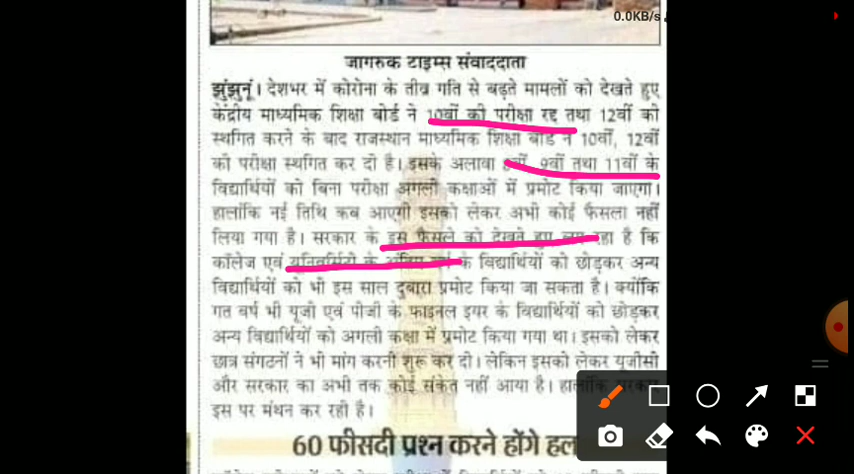 0.0KB/s
जागरुक टाइम्स संवाददाता
झुंझुनूं। देशभर में कोरोना के तीव्र गति से बढ़ते मामलों को देखते हुए
केंद्रीय माध्यमिक शिक्षा बोर्ड ने 10वीं की परीक्षा रद्द तथा 12वीं को
स्थगित करने के बाद राजस्थान माध्यमिक शिक्षा बोर्ड ने 10वीं, 12वीं
की परीक्षा स्थगित कर दी है। इसके अलावा 9वीं तथा 11वीं के
विद्यार्थियों को बिना परीक्षा अगली कक्षाओं में प्रमोट किया जाएगा।
हालांकि नई तिथि कब आएगी इसको लेकर अभी कोई फैसला नहीं
लिया गया है। सरकार के इस फैसले को देखते हुए लग रहा है कि
कॉलेज एवं यूनिवर्सिटी के अंतिम वर्ष के विद्यार्थियों को छोड़कर अन्य
विद्यार्थियों को भी इस साल दुबारा प्रमोट किया जा सकता है। क्योंकि
गत वर्ष भी यूजी एवं पीजी के फाइनल इयर के विद्यार्थियों को छोड़कर
अन्य विद्यार्थियों को अगली कक्षा में प्रमोट किया गया था। इसको लेकर
छात्र संगठनों ने भी मांग करनी शुरू कर दी। लेकिन इसको लेकर यूजीसी
और सरकार का अभी तक कोई संकेत नहीं आया है। हालांकि सरकार
इस पर मंथन कर रही है।
60 फीसदी प्रश्न करने होंगे हल